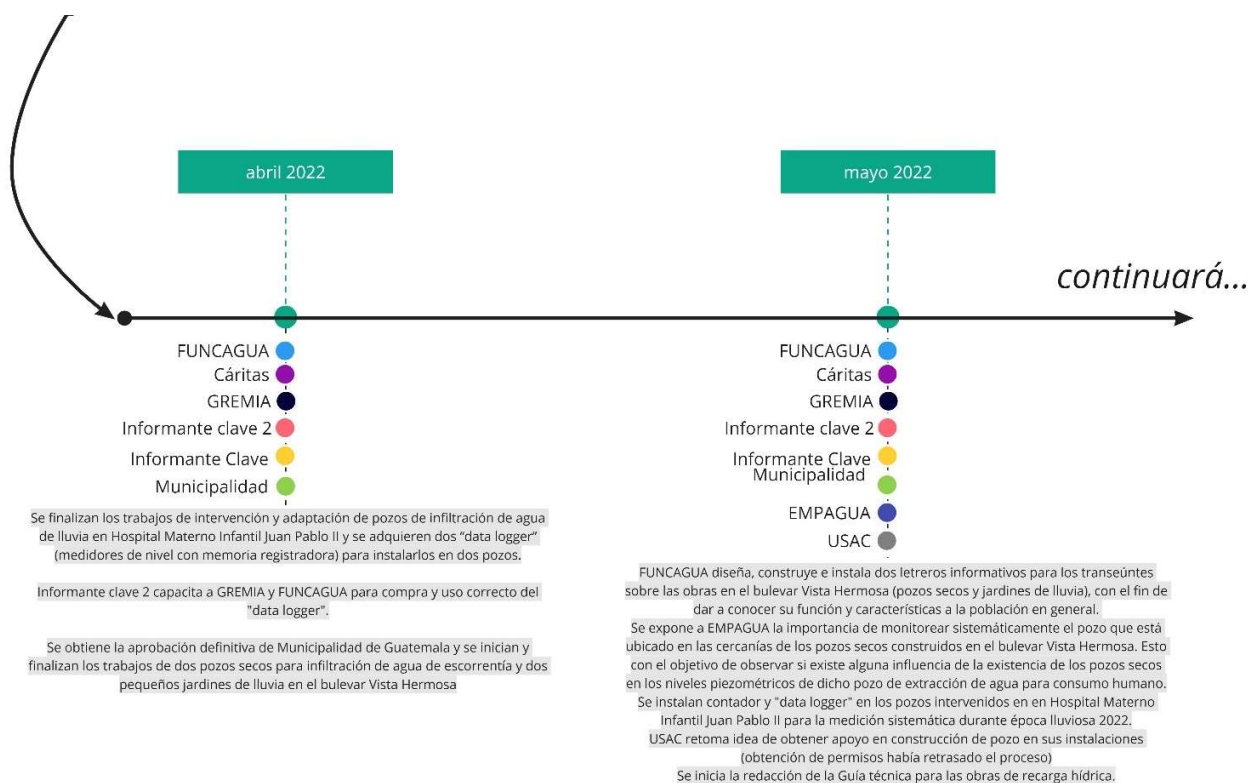 abril 2022
mayo 2022
continuará...
FUNCAGUA
Cáritas
GREMIA
Informante clave 2
Informante Clave
Municipalidad
Se finalizan los trabajos de intervención y adaptación de pozos de infiltración de agua
de lluvia en Hospital Materno Infantil Juan Pablo II y se adquieren dos “data logger”
(medidores de nivel con memoria registradora) para instalarlos en dos pozos.
Informante clave 2 capacita a GREMIA y FUNCAGUA para compra y uso correcto del
"data logger".
Se obtiene la aprobación definitiva de Municipalidad de Guatemala y se inician y
finalizan los trabajos de dos pozos secos para infiltración de agua de escorrentía y dos
pequeños jardines de lluvia en el bulevar Vista Hermosa
FUNCAGUA
Cáritas
GREMIA
Informante clave 2
Informante Clave
Municipalidad
EMPAGUA
USAC
FUNCAGUA diseña, construye e instala dos letreros informativos para los transeúntes
sobre las obras en el bulevar Vista Hermosa (pozos secos y jardines de lluvia), con el fin de
dar a conocer su función y características a la población en general.
Se expone a EMPAGUA la importancia de monitorear sistemáticamente el pozo que está
ubicado en las cercanías de los pozos secos construidos en el bulevar Vista Hermosa. Esto
con el objetivo de observar si existe alguna influencia de la existencia de los pozos secos
en los niveles piezométricos de dicho pozo de extracción de agua para consumo humano.
Se instalan contador y "data logger" en los pozos intervenidos en en Hospital Materno
Infantil Juan Pablo II para la medición sistemática durante época lluviosa 2022.
USAC retoma idea de obtener apoyo en construcción de pozo en sus instalaciones
(obtención de permisos había retrasado el proceso)
Se inicia la redacción de la Guía técnica para las obras de recarga hídrica.